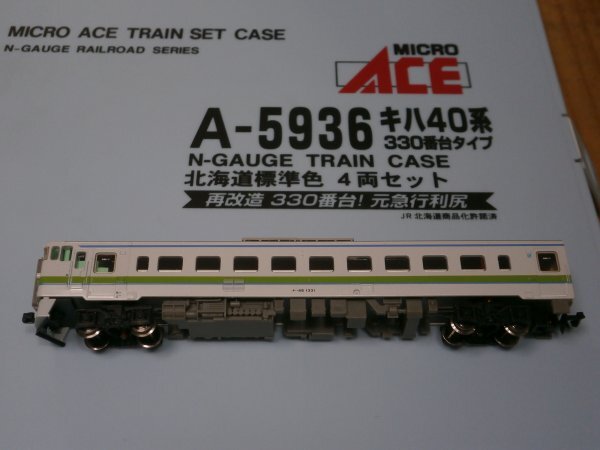 MICRO ACE TRAIN SET CASE
N-GAUGE RAILROAD SERIES
MICRO
ACE
A-5936 キハ40系
330番台タイプ
N-GAUGE TRAIN CASE
北海道標準色 4両セット
再改造 330番台! 元急行利尻
JR北海道商品化許諾済